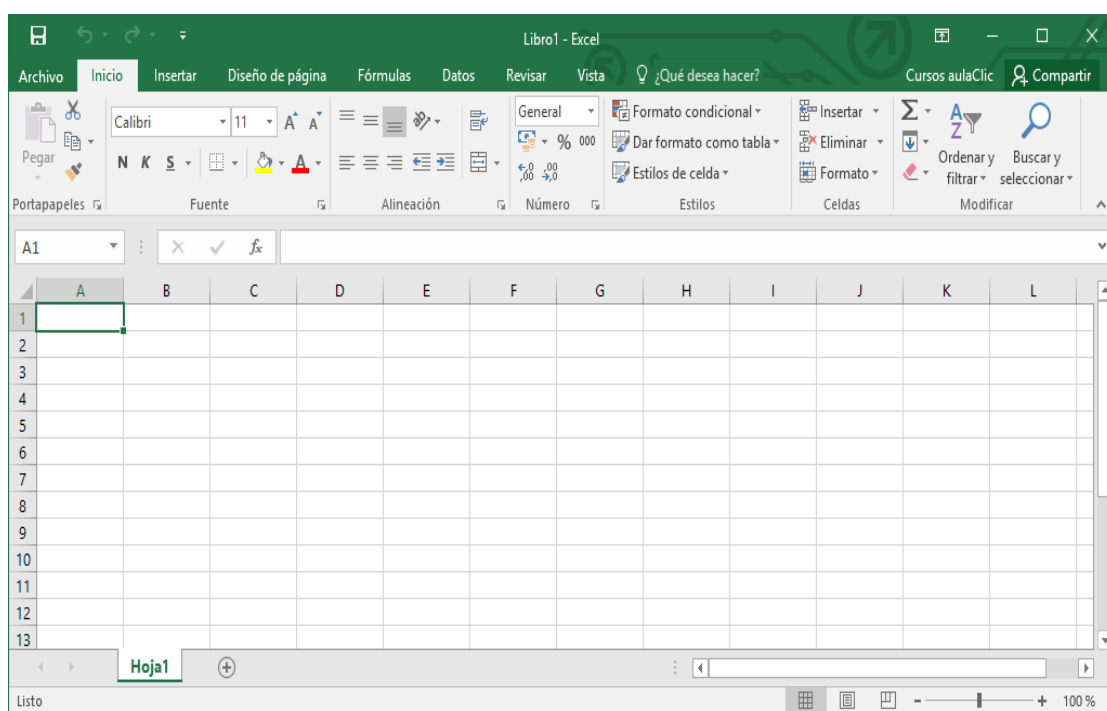 Libro1 - Excel
Archivo Inicio Insertar Diseño de página Fórmulas Datos Revisar Vista ¿Qué desea hacer? Cursos aulaClic Compartir
Pegar
Calibri 11
N K S
General
% 000
Formato condicional
Dar formato como tabla
Estilos de celda
Insertar
Eliminar
Formato
Ordenar y filtrar
Buscar y seleccionar
Portapapeles Fuente Alineación Número Estilos Celdas Modificar
A1 fx
A B C D E F G H I J K L
1
2
3
4
5
6
7
8
9
10
11
12
13
Hoja1
Listo 100 %